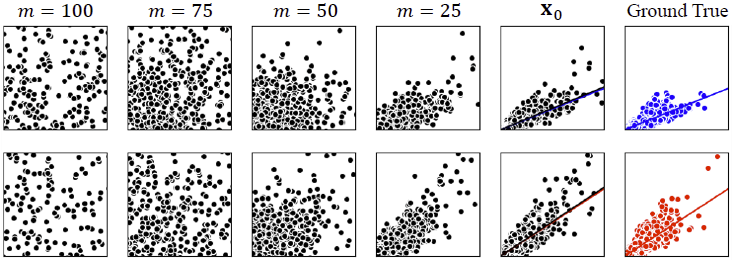 m = 100 m = 75 m = 50 m = 25 x₀ Ground True